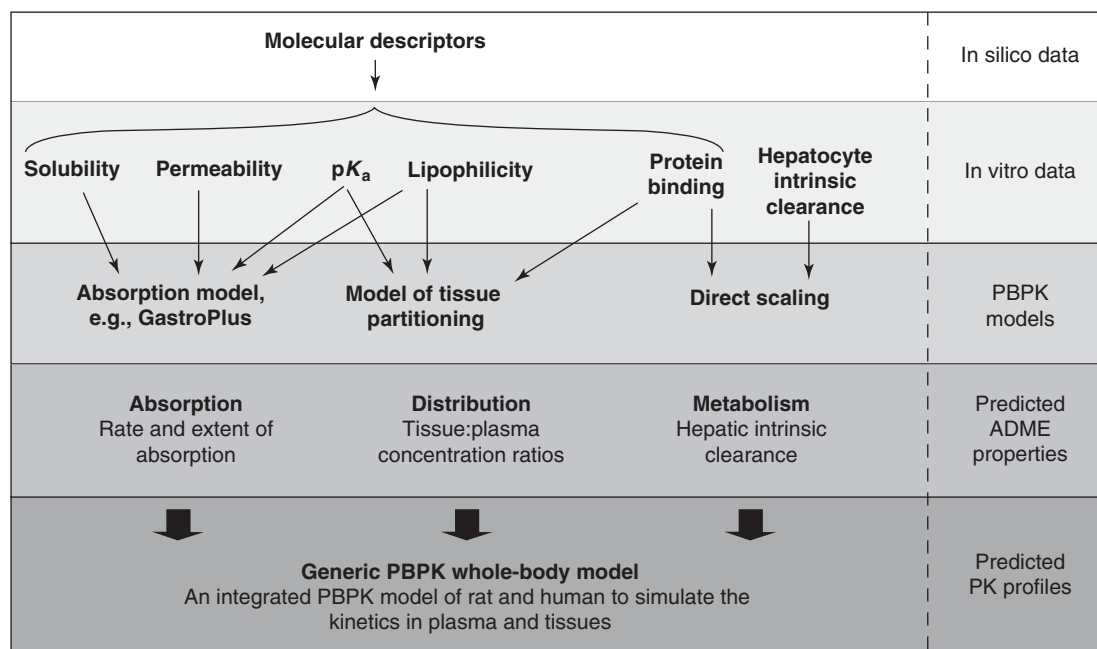 Molecular descriptors
In silico data
Solubility
Permeability
pKa
Lipophilicity
Protein
binding
Hepatocyte
intrinsic
clearance
In vitro data
Absorption model,
e.g., GastroPlus
Model of tissue
partitioning
Direct scaling
PBPK
models
Absorption
Rate and extent of
absorption
Distribution
Tissue:plasma
concentration ratios
Metabolism
Hepatic intrinsic
clearance
Predicted
ADME
properties
Generic PBPK whole-body model
An integrated PBPK model of rat and human to simulate the
kinetics in plasma and tissues
Predicted
PK profiles